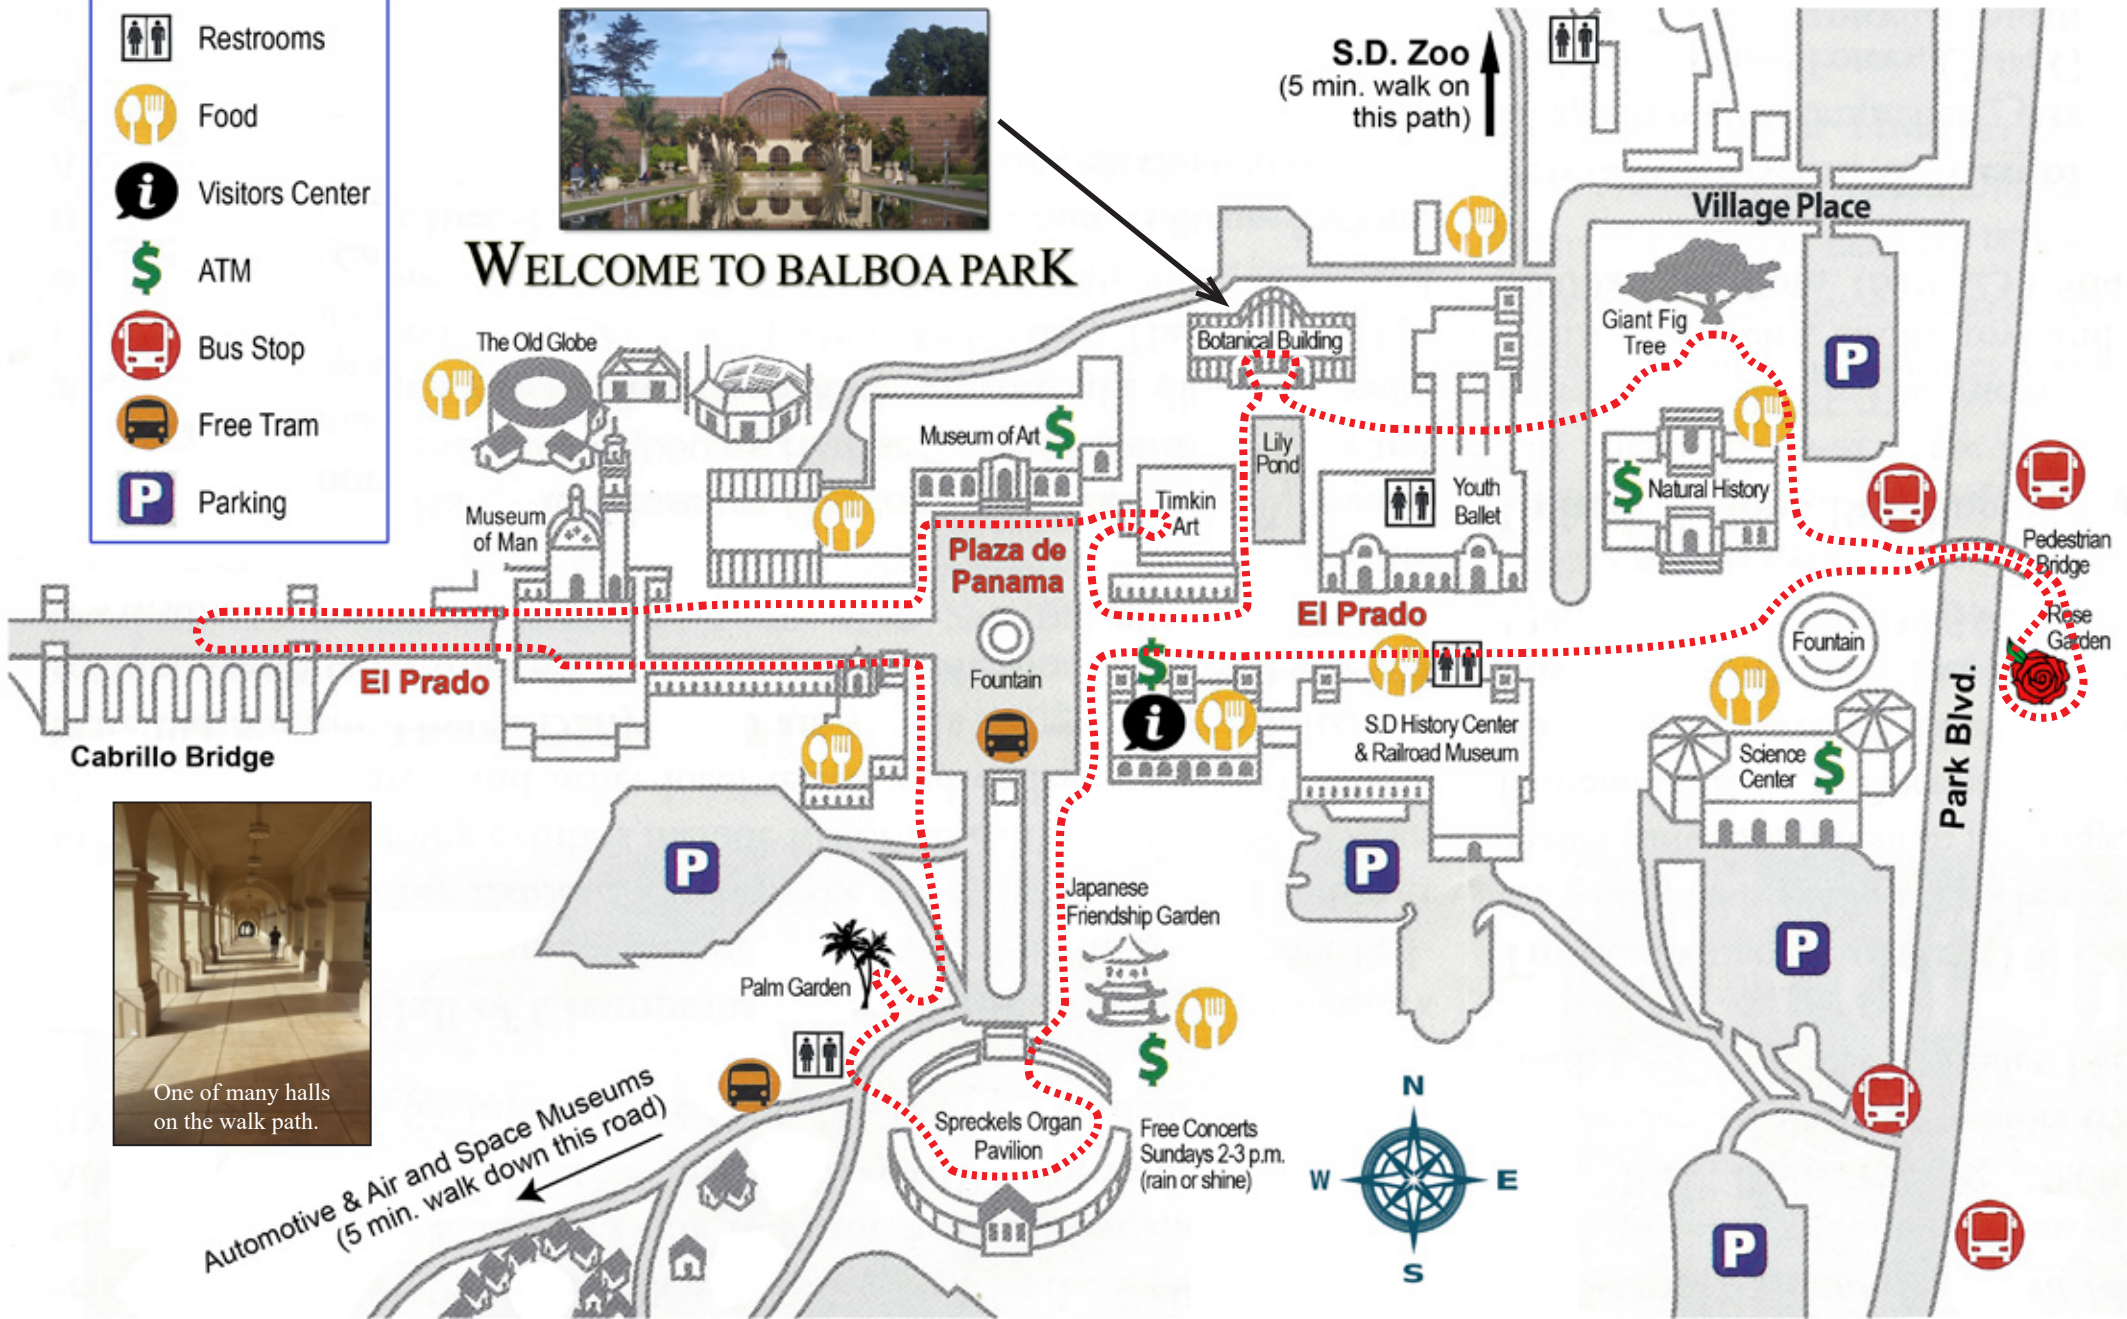 Restrooms
Food
Visitors Center
ATM
Bus Stop
Free Tram
P
Parking
WELCOME TO BALBOA PARK
S.D. Zoo
(5 min. walk on
this path)
Village Place
The Old Globe
Botanical Building
Giant Fig
Tree
P
Museum of Art
Lily
Pond
Museum
of Man
Timkin
Art
Youth
Ballet
Natural History
Plaza de
Panama
Pedestrian
Bridge
El Prado
Rose
Garden
Fountain
El Prado
Fountain
Cabrillo Bridge
S.D History Center
& Railroad Museum
Science
Center
Park Blvd.
P
P
P
Japanese
Friendship Garden
Palm Garden
One of many halls
on the walk path.
Automotive & Air and Space Museums
(5 min. walk down this road)
Spreckels Organ
Pavilion
Free Concerts
Sundays 2-3 p.m.
(rain or shine)
N
W
E
S
P